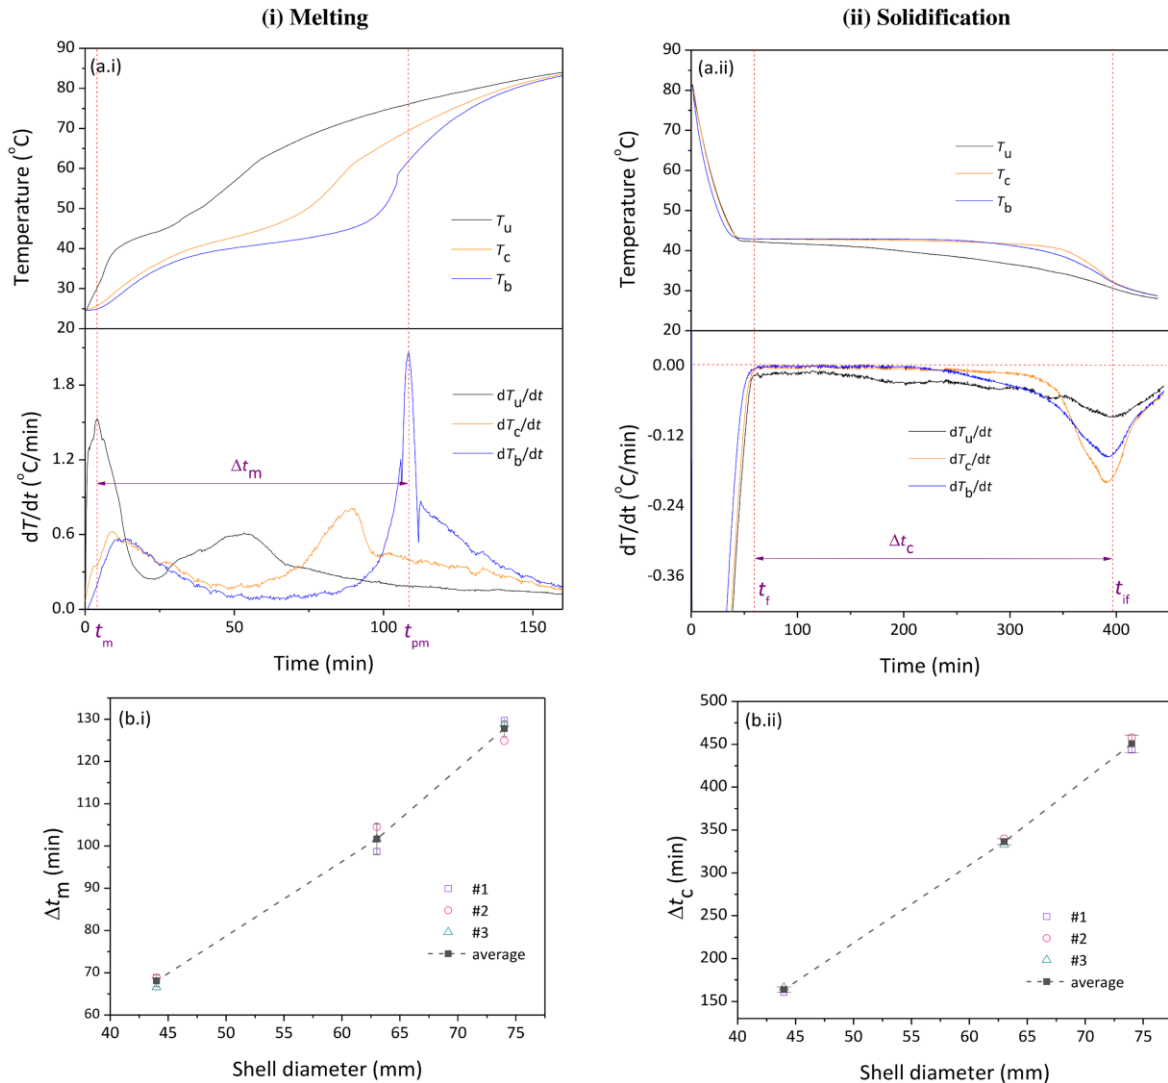 (i) Melting
(ii) Solidification
(a.i)
90
80
70
60
50
40
30
20
Temperature (°C)
T_u
T_c
T_b
1.8
1.2
0.6
0.0
dT/dt (°C/min)
dT_u/dt
dT_c/dt
dT_b/dt
Δt_m
0
50
100
150
t_m
t_pm
Time (min)
(a.ii)
90
80
70
60
50
40
30
20
Temperature (°C)
T_u
T_c
T_b
0.00
-0.12
-0.24
-0.36
dT/dt (°C/min)
dT_u/dt
dT_c/dt
dT_b/dt
Δt_c
t_f
t_if
0
100
200
300
400
Time (min)
(b.i)
130
120
110
100
90
80
70
60
Δt_m (min)
#1
#2
#3
average
40 45 50 55 60 65 70 75
Shell diameter (mm)
(b.ii)
500
450
400
350
300
250
200
150
Δt_c (min)
#1
#2
#3
average
40 45 50 55 60 65 70 75
Shell diameter (mm)